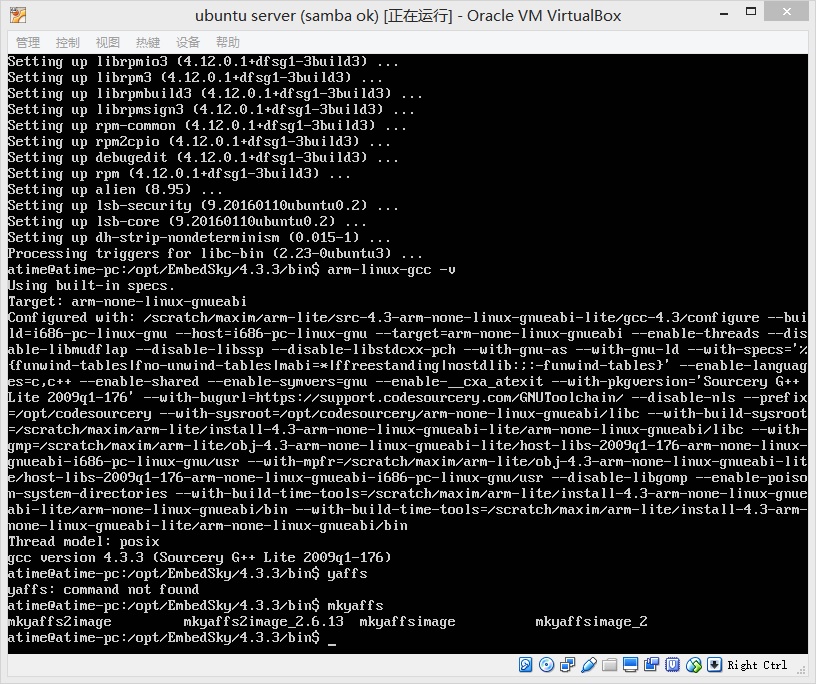 ubuntu server (samba ok) [正在运行] - Oracle VM VirtualBox
管理 控制 视图 热键 设备 帮助
Setting up librpmio3 (4.12.0.1+dfsg1-3build3) ...
Setting up librpm3 (4.12.0.1+dfsg1-3build3) ...
Setting up librpmbuild3 (4.12.0.1+dfsg1-3build3) ...
Setting up librpmsign3 (4.12.0.1+dfsg1-3build3) ...
Setting up rpm-common (4.12.0.1+dfsg1-3build3) ...
Setting up rpm2cpio (4.12.0.1+dfsg1-3build3) ...
Setting up debugedit (4.12.0.1+dfsg1-3build3) ...
Setting up rpm (4.12.0.1+dfsg1-3build3) ...
Setting up alien (8.95) ...
Setting up lsb-security (9.20160110ubuntu0.2) ...
Setting up lsb-core (9.20160110ubuntu0.2) ...
Setting up dh-strip-nondeterminism (0.015-1) ...
Processing triggers for libc-bin (2.23-0ubuntu3) ...
atime@atime-pc:/opt/EmbedSky/4.3.3/bin$ arm-linux-gcc -v
Using built-in specs.
Target: arm-none-linux-gnueabi
Configured with: /scratch/maxim/arm-lite/src-4.3-arm-none-linux-gnueabi-lite/gcc-4.3/configure --bui
ld=i686-pc-linux-gnu --host=i686-pc-linux-gnu --target=arm-none-linux-gnueabi --enable-threads --dis
able-libmudflap --disable-libssp --disable-libstdcxx-pch --with-gnu-as --with-gnu-ld --with-specs='%
{funwind-tables|fno-unwind-tables|mabi=*|ffreestanding|nostdlib:;:-funwind-tables}' --enable-languag
es=c,c++ --enable-shared --enable-symvers=gnu --enable-__cxa_atexit --with-pkgversion='Sourcery G++
Lite 2009q1-176' --with-bugurl=https://support.codesourcery.com/GNUToolchain/ --disable-nls --prefix
=/opt/codesourcery --with-sysroot=/opt/codesourcery/arm-none-linux-gnueabi/libc --with-build-sysroot
=/scratch/maxim/arm-lite/install-4.3-arm-none-linux-gnueabi-lite/arm-none-linux-gnueabi/libc --with-
gmp=/scratch/maxim/arm-lite/obj-4.3-arm-none-linux-gnueabi-lite/host-libs-2009q1-176-arm-none-linux-
gnueabi-i686-pc-linux-gnu/usr --with-mpfr=/scratch/maxim/arm-lite/obj-4.3-arm-none-linux-gnueabi-lit
e/host-libs-2009q1-176-arm-none-linux-gnueabi-i686-pc-linux-gnu/usr --disable-libgomp --enable-poiso
n-system-directories --with-build-time-tools=/scratch/maxim/arm-lite/install-4.3-arm-none-linux-gnue
abi-lite/arm-none-linux-gnueabi/bin --with-build-time-tools=/scratch/maxim/arm-lite/install-4.3-arm-
none-linux-gnueabi-lite/arm-none-linux-gnueabi/bin
Thread model: posix
gcc version 4.3.3 (Sourcery G++ Lite 2009q1-176)
atime@atime-pc:/opt/EmbedSky/4.3.3/bin$ yaffs
yaffs: command not found
atime@atime-pc:/opt/EmbedSky/4.3.3/bin$ mkyaffs
mkyaffs2image mkyaffs2image_2.6.13 mkyaffsimage mkyaffsimage_2
atime@atime-pc:/opt/EmbedSky/4.3.3/bin$ _
Right Ctrl